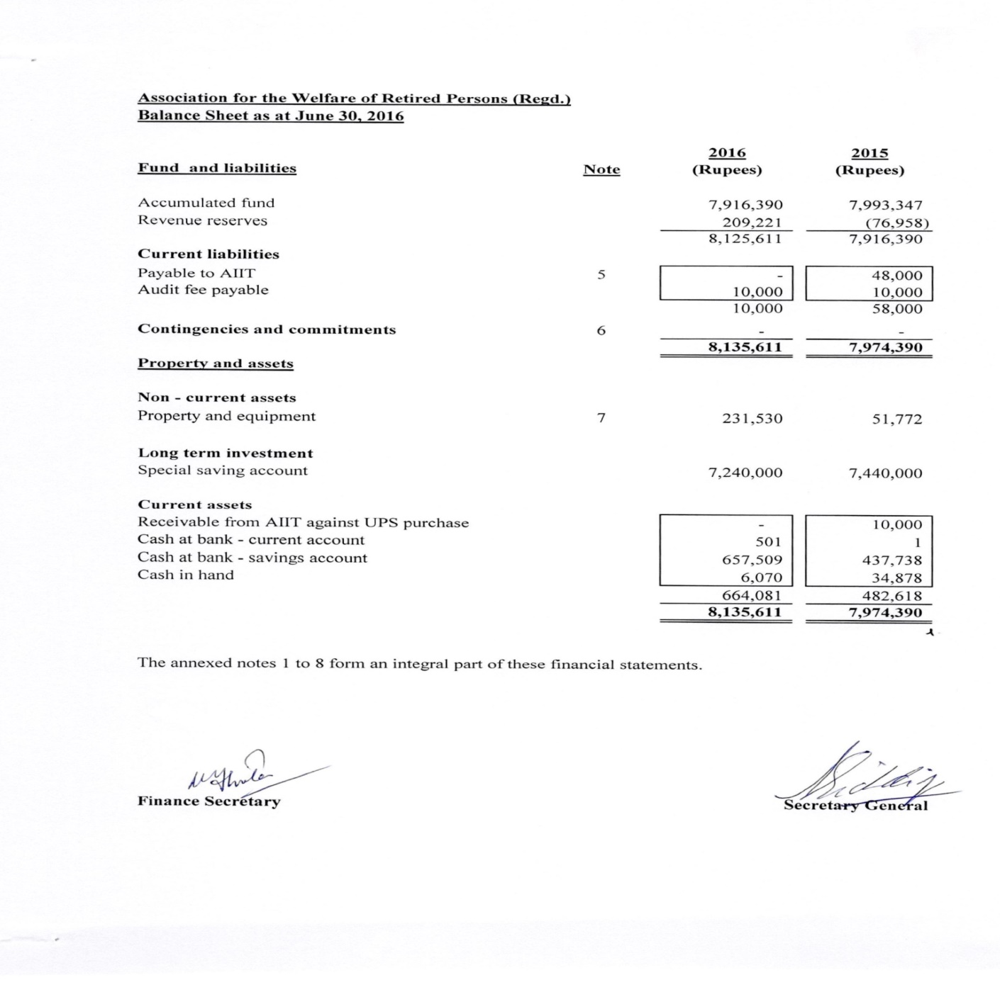 Association for the Welfare of Retired Persons (Regd.)
Balance Sheet as at June 30, 2016
2016 2015
Fund and liabilities Note (Rupees) (Rupees)
Accumulated fund 7,916,390 7,993,347
Revenue reserves 209,221 (76,958)
8,125,611 7,916,390
Current liabilities
Payable to AIIT 5 - 48,000
Audit fee payable 10,000 10,000
10,000 58,000
Contingencies and commitments 6 - -
8,135,611 7,974,390
Property and assets
Non - current assets
Property and equipment 7 231,530 51,772
Long term investment
Special saving account 7,240,000 7,440,000
Current assets
Receivable from AIIT against UPS purchase - 10,000
Cash at bank - current account 501 1
Cash at bank - savings account 657,509 437,738
Cash in hand 6,070 34,878
664,081 482,618
8,135,611 7,974,390
The annexed notes 1 to 8 form an integral part of these financial statements.
Finance Secretary Secretary General